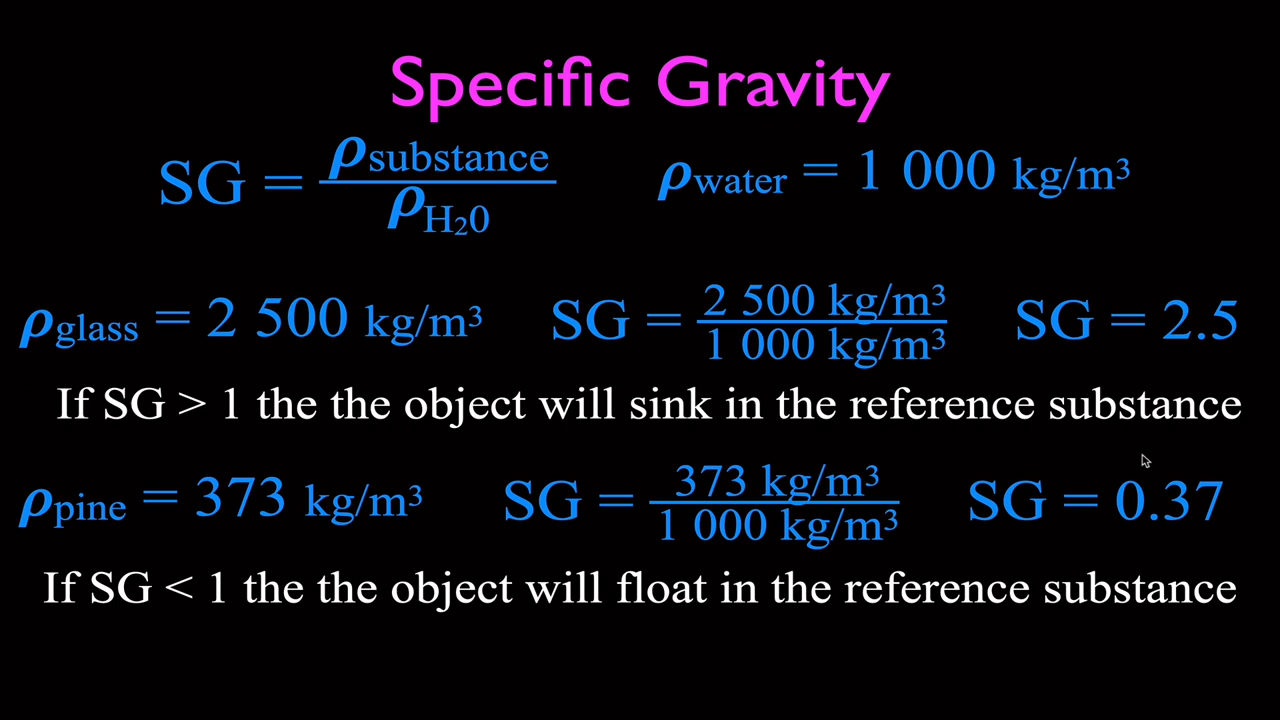 Specific Gravity
SG = ρsubstance / ρH₂0    ρwater = 1 000 kg/m³
ρglass = 2 500 kg/m³    SG = 2 500 kg/m³ / 1 000 kg/m³    SG = 2.5
If SG > 1 the the object will sink in the reference substance
ρpine = 373 kg/m³    SG = 373 kg/m³ / 1 000 kg/m³    SG = 0.37
If SG < 1 the the object will float in the reference substance